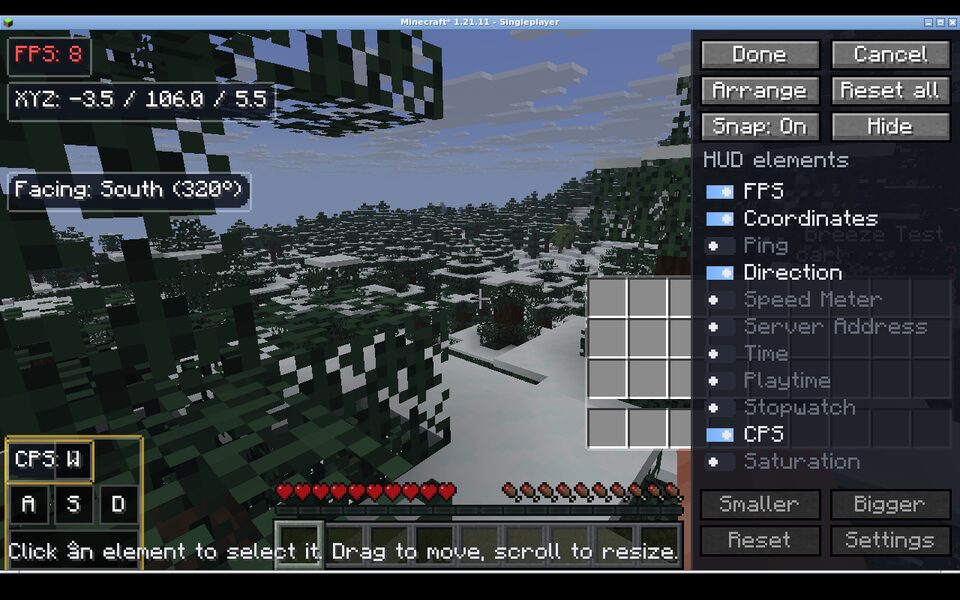 Minecraft* 1.21.11 - Singleplayer
FPS: 8
XYZ: -3.5 / 106.0 / 5.5
Facing: South (320°)
Done
Cancel
Arrange
Reset all
Snap: On
Hide
HUD elements
FPS
Coordinates
Ping
Direction
Speed Meter
Server Address
Time
Playtime
Stopwatch
CPS
Saturation
Smaller
Bigger
Reset
Settings
Breeze Test
CPS
W
A
S
D
Click an element to select it. Drag to move, scroll to resize.